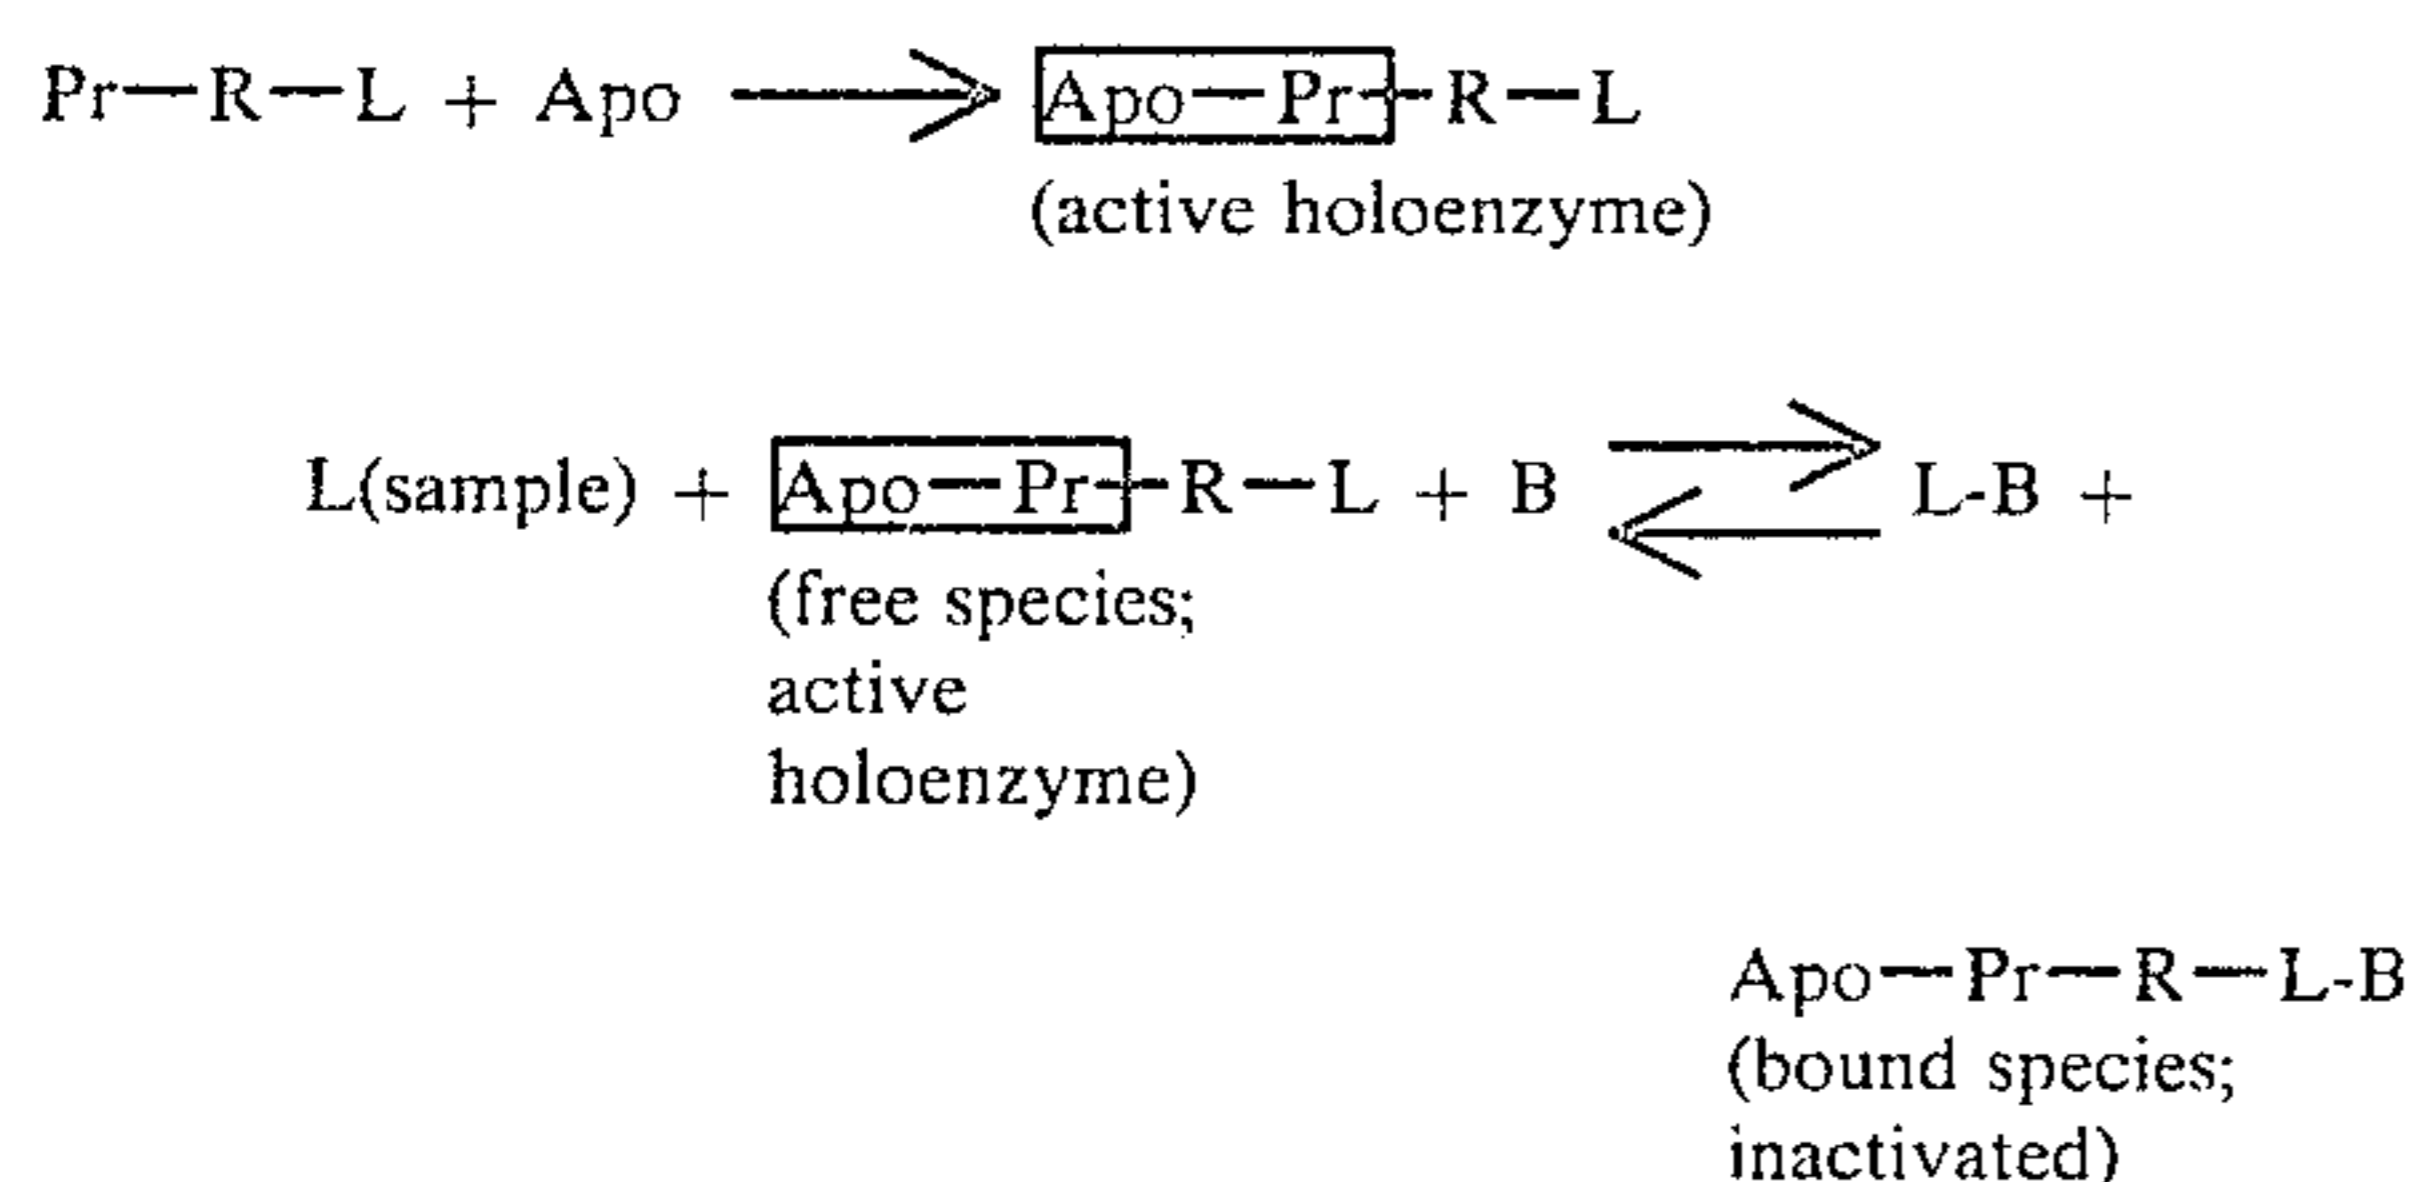 Pr—R—L + Apo ⟶ Apo—Pr—R—L
(active holoenzyme)
L(sample) + Apo—Pr—R—L + B ⇄ L-B +
(free species;
active
holoenzyme)
Apo—Pr—R—L-B
(bound species;
inactivated)